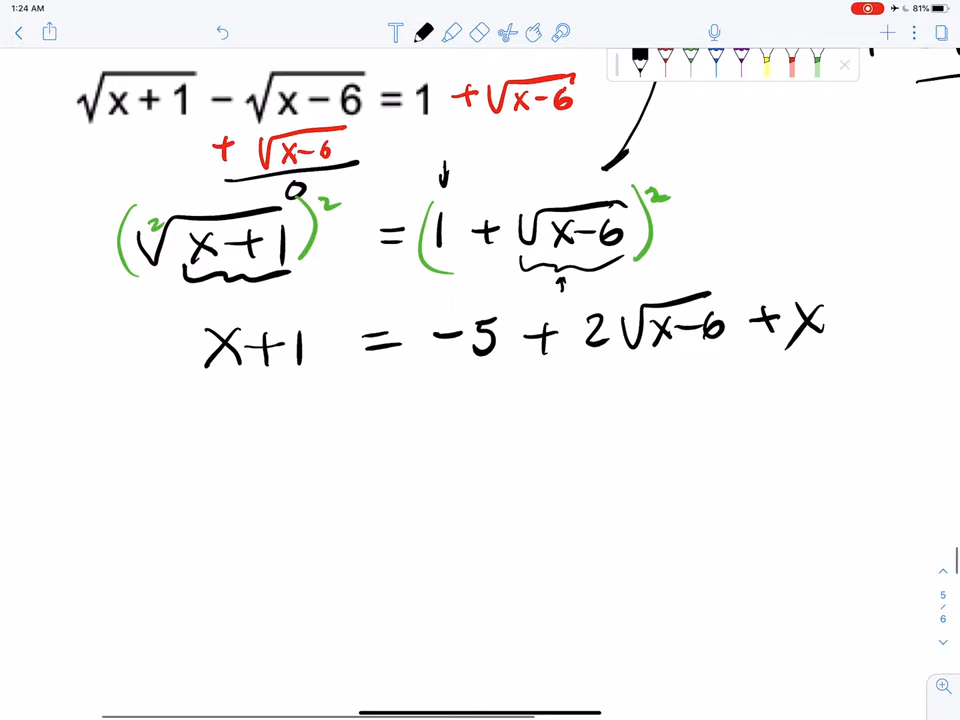 1:24 AM
81%
T
√(x + 1) − √(x − 6) = 1 + √(x−6)
+ √(x−6)
0
(²√(x+1))² = (1 + √(x−6))²
x+1 = -5 + 2√(x−6) + x
5
/
6